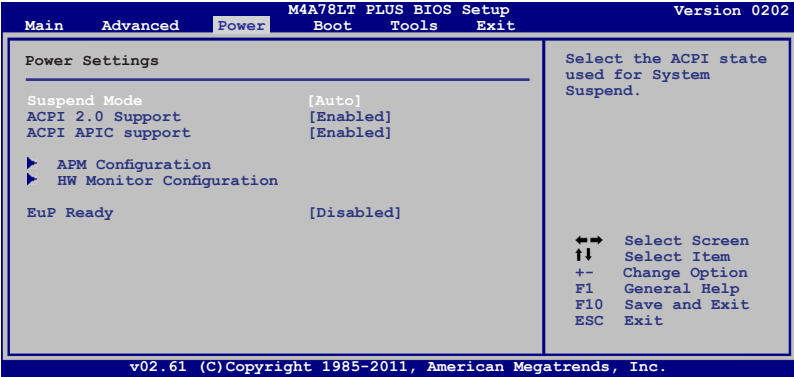 M4A78LT PLUS BIOS Setup Version 0202
Main Advanced Power Boot Tools Exit
Power Settings
Suspend Mode [Auto]
ACPI 2.0 Support [Enabled]
ACPI APIC support [Enabled]
APM Configuration
HW Monitor Configuration
EuP Ready [Disabled]
Select the ACPI state
used for System
Suspend.
←→ Select Screen
↑↓ Select Item
+- Change Option
F1 General Help
F10 Save and Exit
ESC Exit
v02.61 (C)Copyright 1985-2011, American Megatrends, Inc.